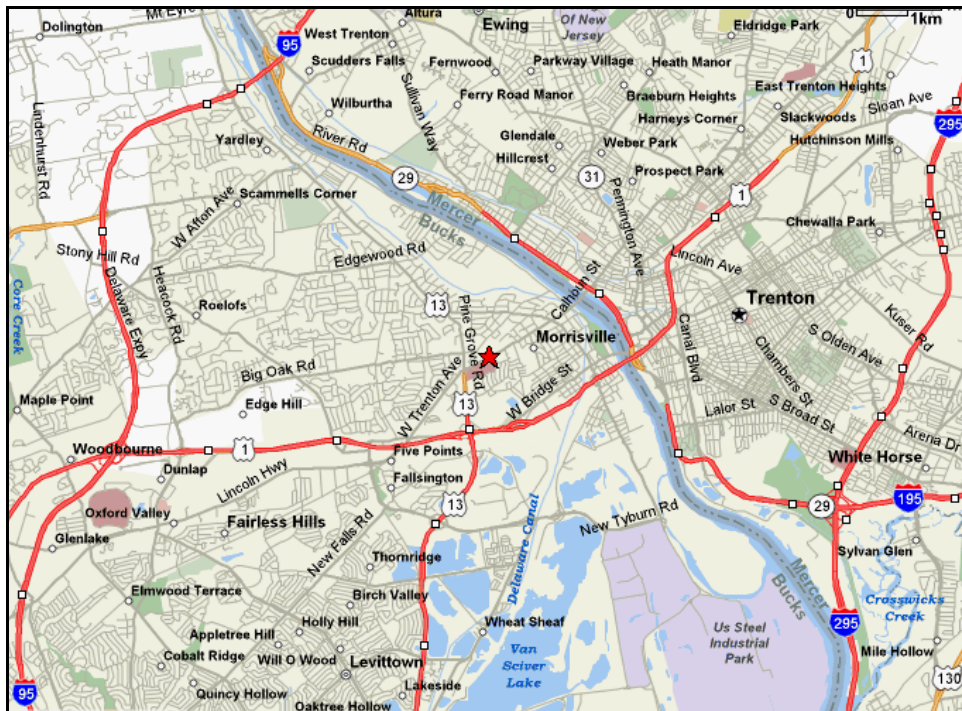 Mt Eyre
Altura
Ewing
Of New
Jersey
Eldridge Park
0
1km
Dolington
95
West Trenton
1
Scudders Falls
Fernwood
Parkway Village
Heath Manor
East Trenton Heights
Sullivan Way
Ferry Road Manor
Braeburn Heights
Sloan Ave
Wilburtha
Harneys Corner
Slackwoods
295
Lindenhurst Rd
Yardley
River Rd
Glendale
Weber Park
Hutchinson Mills
Hillcrest
29
31
Prospect Park
1
Scammells Corner
Mercer
Bucks
Pennington Ave
Chewalla Park
W Afton Ave
Stony Hill Rd
Edgewood Rd
Lincoln Ave
Core Creek
Delaware Expy
Heacock Rd
Calhoun St
Roelofs
13
Pine Grove Rd
Trenton
Kuser Rd
Morrisville
Canal Blvd
S Olden Ave
Chambers St
Big Oak Rd
W Trenton Ave
W Bridge St
Maple Point
Edge Hill
13
Lalor St
S Broad St
Arena Dr
Woodbourne
1
Five Points
White Horse
Dunlap
Lincoln Hwy
Fallsington
195
Oxford Valley
13
29
Fairless Hills
New Falls Rd
Delaware Canal
New Tyburn Rd
Glenlake
Thornridge
Sylvan Glen
Elmwood Terrace
Birch Valley
Mercer
Bucks
Crosswicks
Creek
Appletree Hill
Holly Hill
Wheat Sheaf
Us Steel
Industrial
Park
295
Cobalt Ridge
Will O Wood
Levittown
Van
Sciver
Lake
Mile Hollow
95
Quincy Hollow
Lakeside
130
Oaktree Hollow